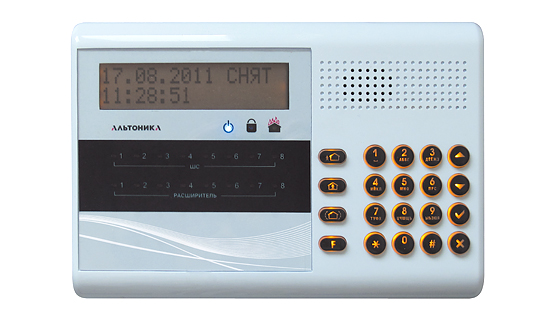 17.08.2011 СНЯТ
11:28:51
АЛЬТОНИКА
1 2 3 4 5 6 7 8
ШС
1 2 3 4 5 6 7 8
РАСШИРИТЕЛЬ
1 2 3
4 5 6
7 8 9
F * 0 #